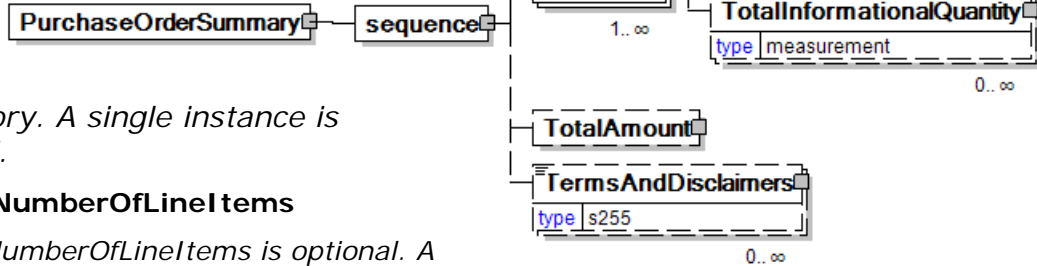 PurchaseOrderSummary
sequence
1.. ∞
TotalInformationalQuantity
type measurement
0.. ∞
TotalAmount
TermsAndDisclaimers
type s255
0.. ∞
ory. A single instance is
.
NumberOfLineItems
NumberOfLineItems is optional. A